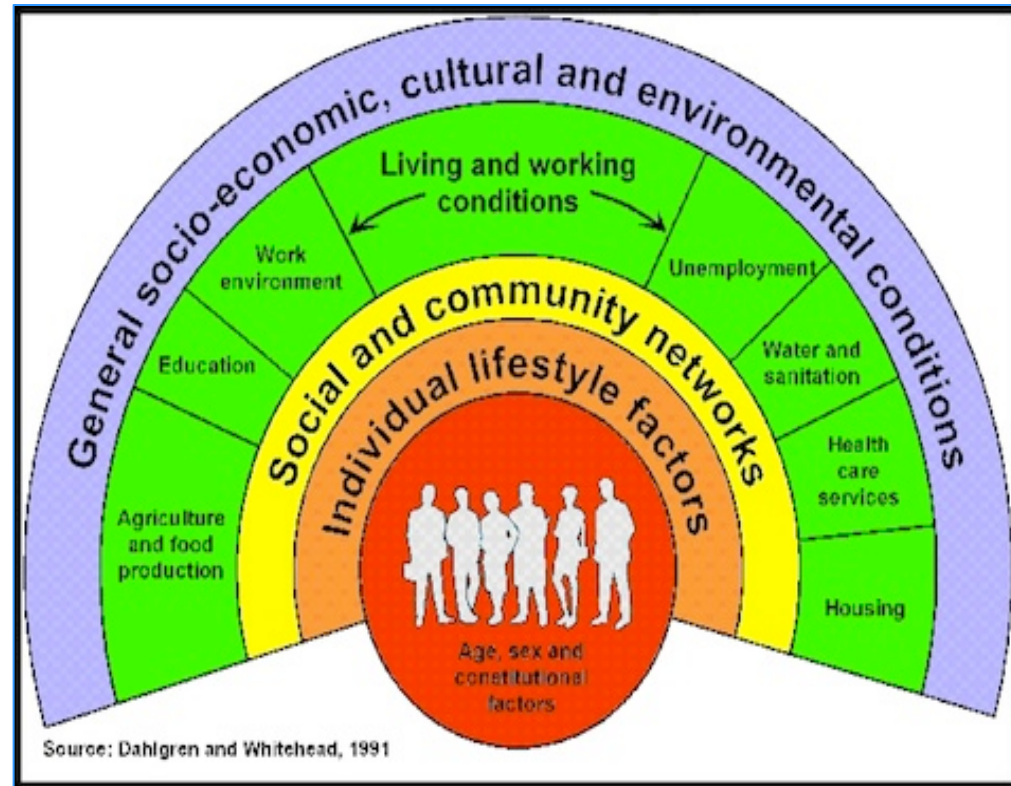 General socio-economic, cultural and environmental conditions
Living and working
conditions
Work
environment
Education
Agriculture
and food
production
Unemployment
Water and
sanitation
Health
care
services
Housing
Social and community networks
Individual lifestyle factors
Age, sex and
constitutional
factors
Source: Dahlgren and Whitehead, 1991